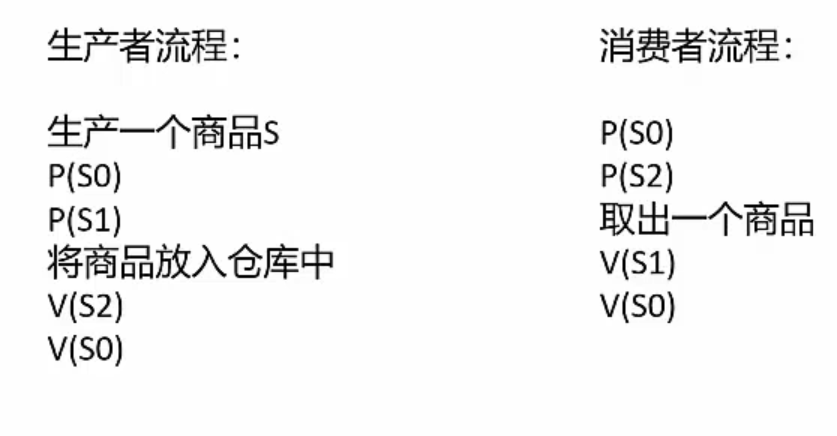 生产者流程：
生产一个商品S
P(S0)
P(S1)
将商品放入仓库中
V(S2)
V(S0)
消费者流程：
P(S0)
P(S2)
取出一个商品
V(S1)
V(S0)